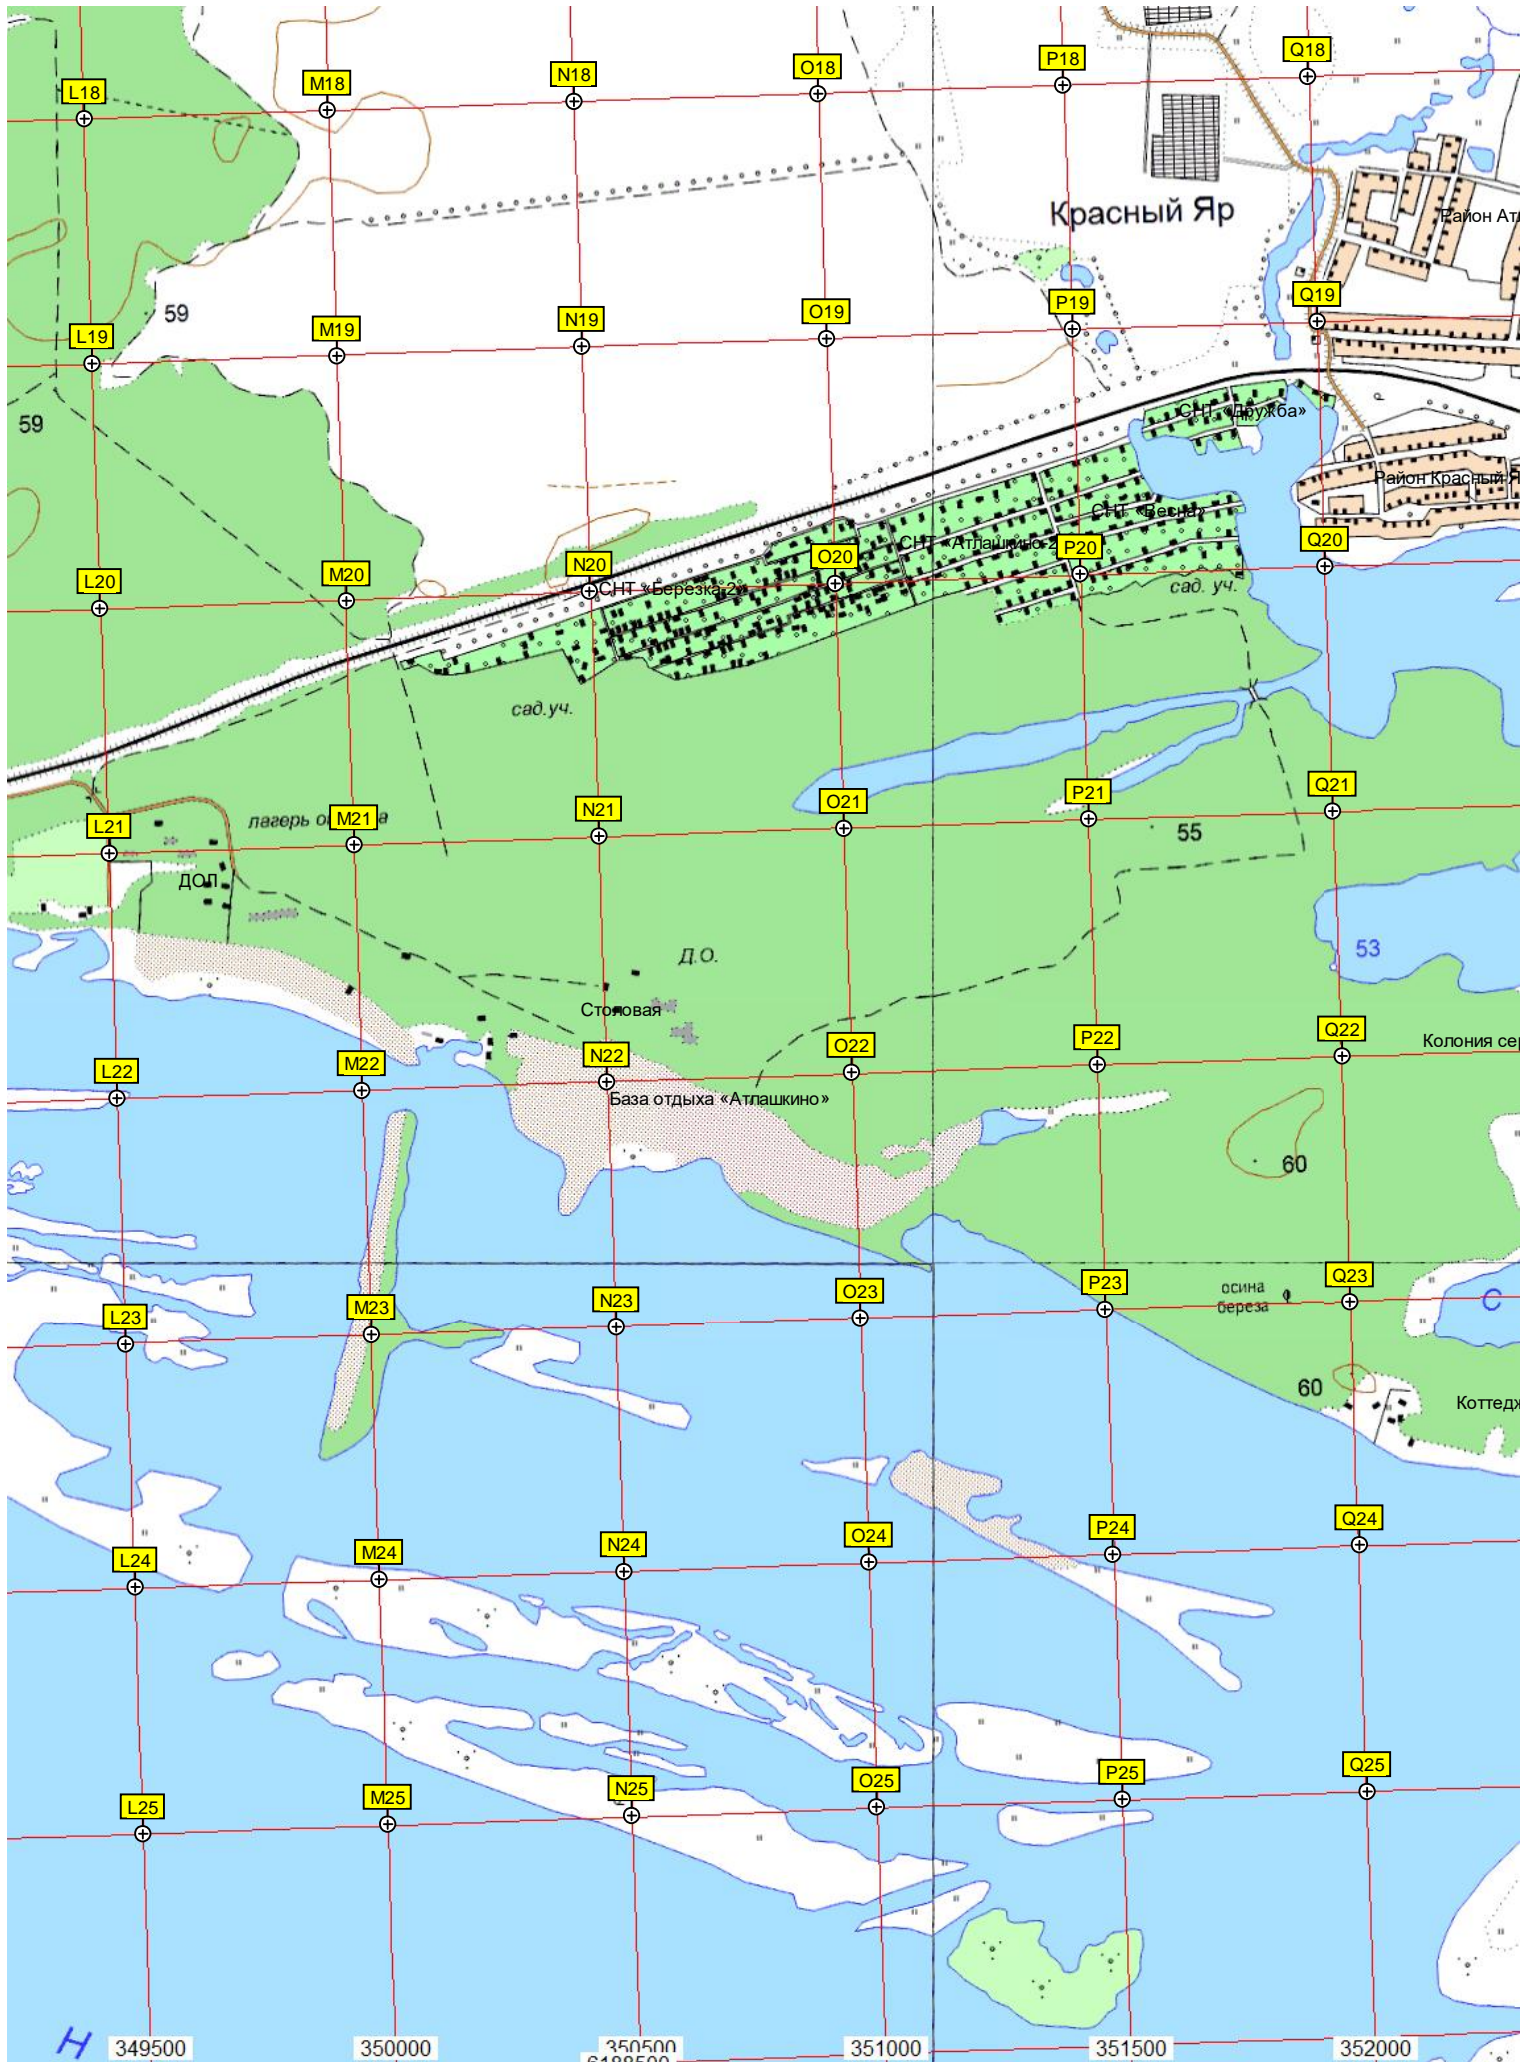 L18 M18 N18 O18 P18 Q18
Красный Яр
Район Атл
59
L19 M19 N19 O19 P19 Q19
59
СНТ «Дружба»
Район Красный Я
СНТ «Весна»
СНТ «Атлашкино-2
L20 M20 N20 O20 P20 Q20
СНТ «Березка-2»
сад. уч.
сад.уч.
L21 M21 N21 O21 P21 Q21
лагерь о
а
55
ДОЛ
53
Д.О.
Столовая
Колония сер
L22 M22 N22 O22 P22 Q22
База отдыха «Атлашкино»
60
L23 M23 N23 O23 P23 Q23
осина
береза
С
60
Коттедж
L24 M24 N24 O24 P24 Q24
L25 M25 N25 O25 P25 Q25
Н
349500 350000 350500 351000 351500 352000
6188500